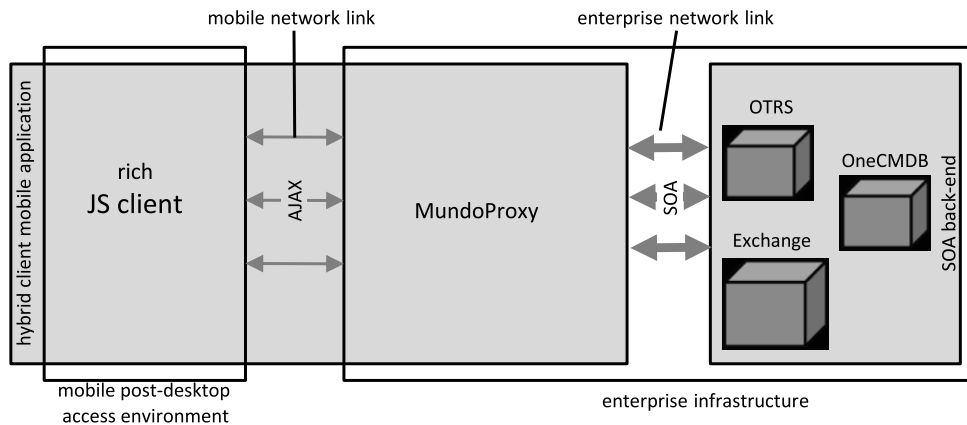 mobile network link
enterprise network link
hybrid client mobile application
rich
JS client
AJAX
MundoProxy
SOA
OTRS
OneCMDB
Exchange
SOA back-end
mobile post-desktop
access environment
enterprise infrastructure